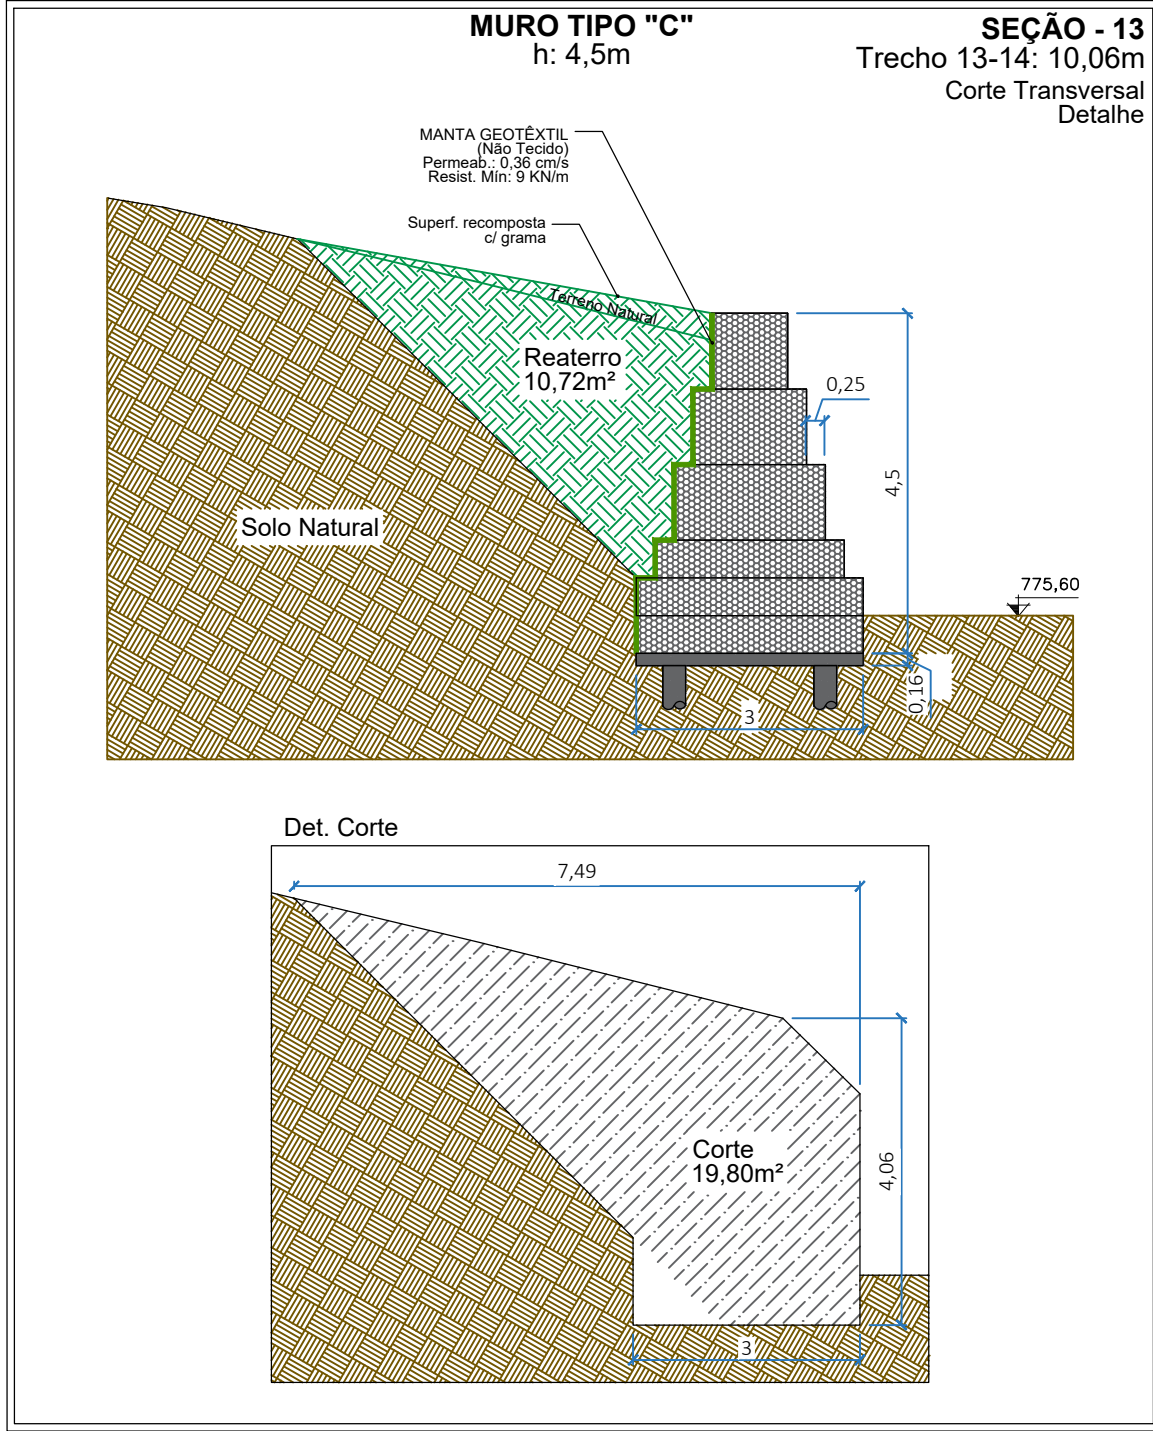 MURO TIPO "C"
h: 4,5m
SEÇÃO - 13
Trecho 13-14: 10,06m
Corte Transversal
Detalhe
MANTA GEOTÊXTIL
(Não Tecido)
Permeab.: 0,36 cm/s
Resist. Mín: 9 KN/m
Superf. recomposta
c/ grama
Terreno Natural
Reaterro
10,72m²
0,25
4,5
Solo Natural
775,60
0,16
3
Det. Corte
7,49
Corte
19,80m²
4,06
3